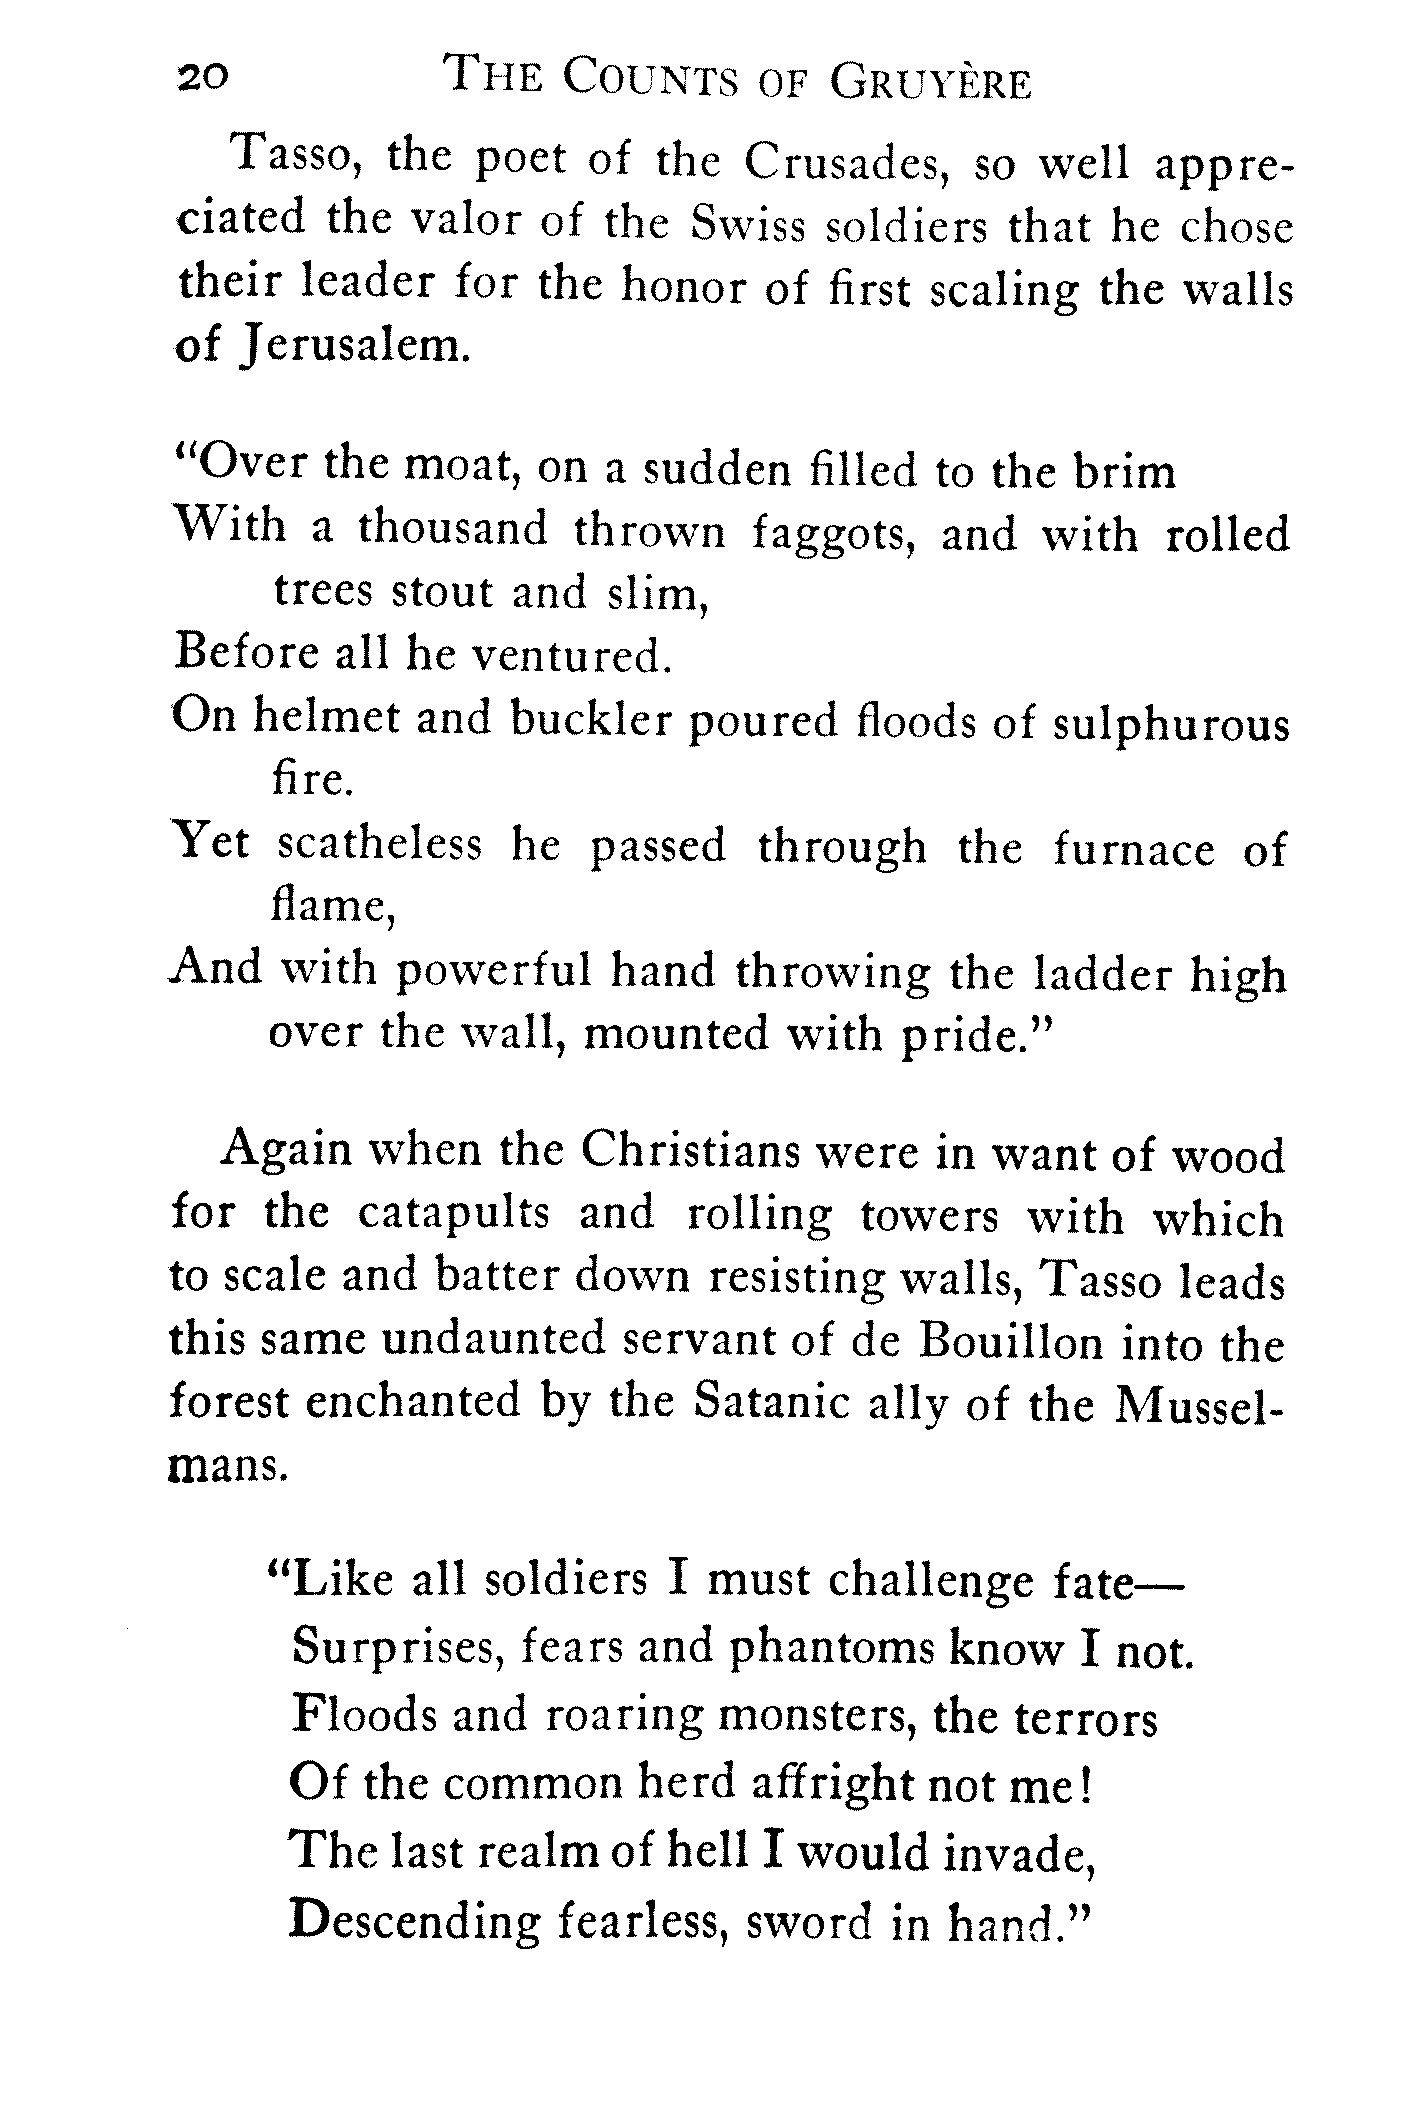 20 THE COUNTS OF GRUYÈRE
Tasso, the poet of the Crusades, so well appre-
ciated the valor of the Swiss soldiers that he chose
their leader for the honor of first scaling the walls
of Jerusalem.
“Over the moat, on a sudden filled to the brim
With a thousand thrown faggots, and with rolled
trees stout and slim,
Before all he ventured.
On helmet and buckler poured floods of sulphurous
fire.
Yet scatheless he passed through the furnace of
flame,
And with powerful hand throwing the ladder high
over the wall, mounted with pride.”
Again when the Christians were in want of wood
for the catapults and rolling towers with which
to scale and batter down resisting walls, Tasso leads
this same undaunted servant of de Bouillon into the
forest enchanted by the Satanic ally of the Mussel-
mans.
“Like all soldiers I must challenge fate—
Surprises, fears and phantoms know I not.
Floods and roaring monsters, the terrors
Of the common herd affright not me!
The last realm of hell I would invade,
Descending fearless, sword in hand.”